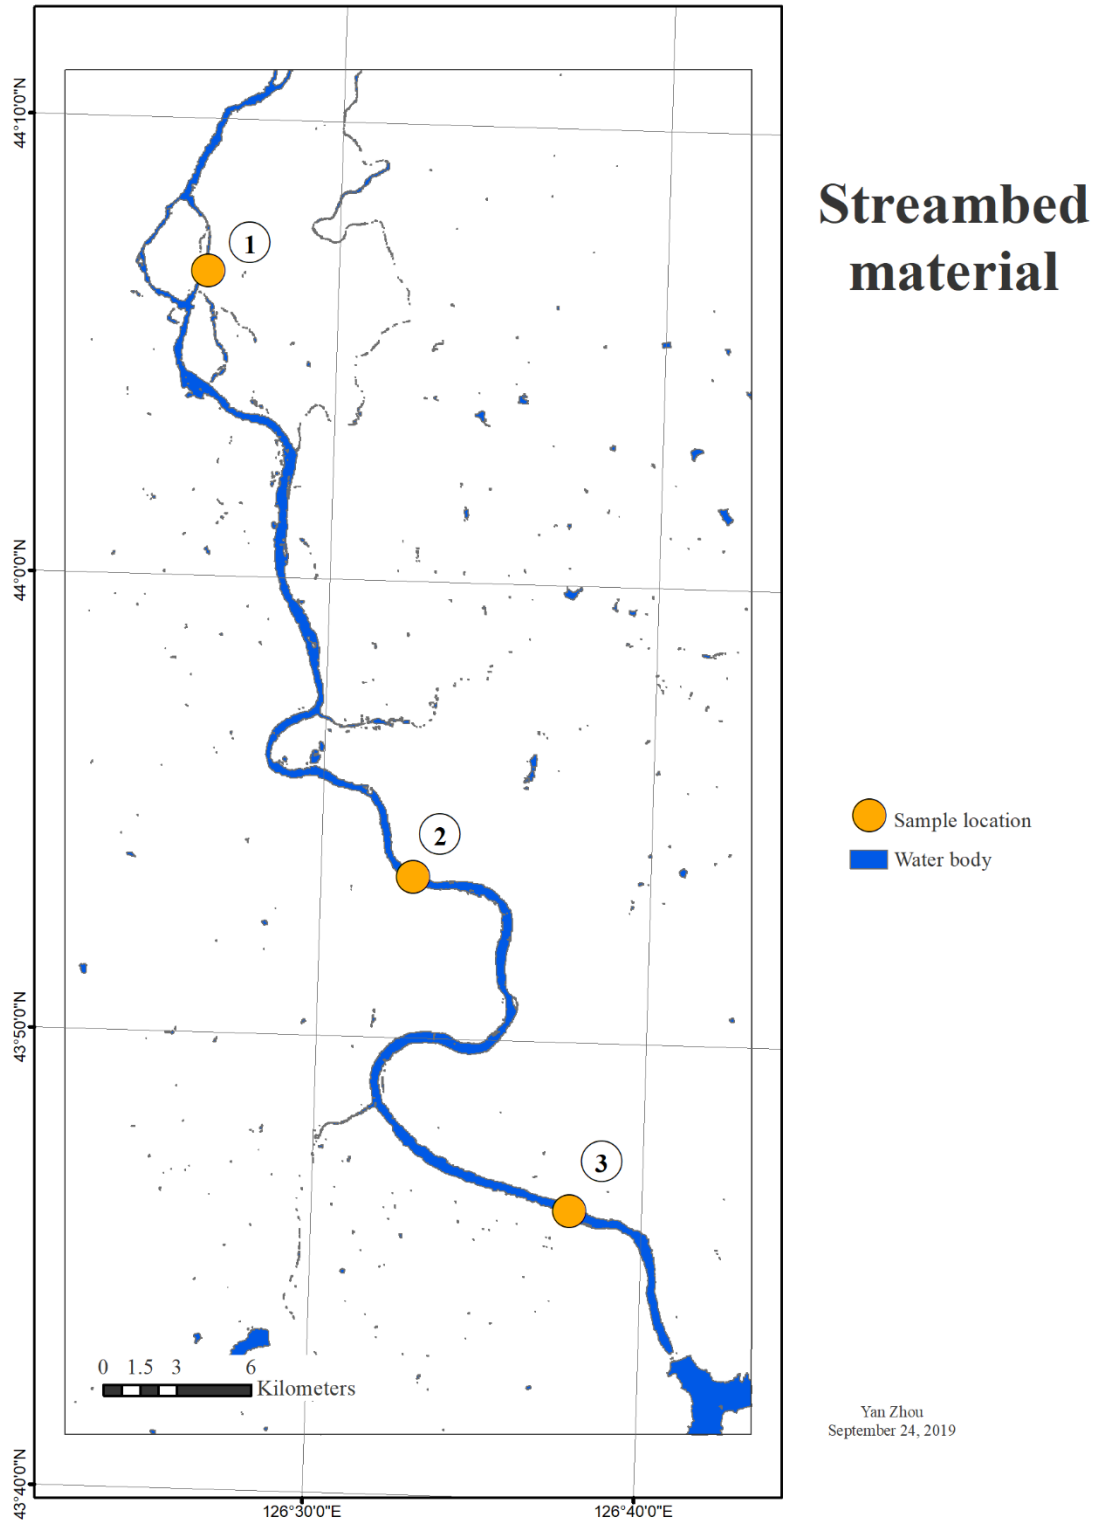 Streambed
material
44°10'0"N
44°0'0"N
43°50'0"N
43°40'0"N
1
2
3
Sample location
Water body
0 1.5 3 6
Kilometers
126°30'0"E
126°40'0"E
Yan Zhou
September 24, 2019